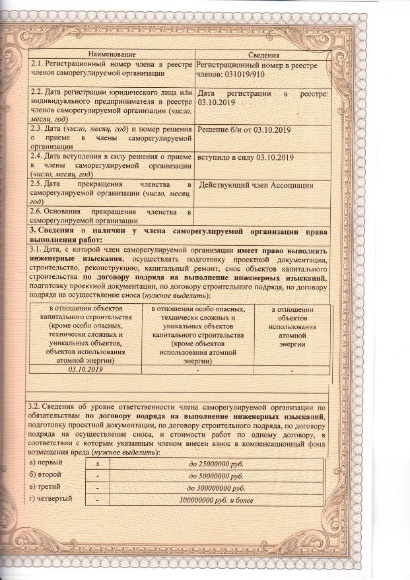 Наименование
Сведения
2.1. Регистрационный номер члена в реестре
членов саморегулируемой организации
Регистрационный номер в реестре
членов: 031019/910
2.2. Дата регистрации юридического лица или
индивидуального предпринимателя в реестре
членов саморегулируемой организации (число,
месяц, год)
Дата регистрации в реестре:
03.10.2019
2.3. Дата (число, месяц, год) и номер решения
о приеме в члены саморегулируемой
организации
Решение б/н от 03.10.2019
2.4. Дата вступления в силу решения о приеме
в члены саморегулируемой организации
(число, месяц, год)
вступило в силу 03.10.2019
2.5. Дата прекращения членства в
саморегулируемой организации (число, месяц,
год)
Действующий член Ассоциации
2.6. Основания прекращения членства в
саморегулируемой организации
3. Сведения о наличии у члена саморегулируемой организации права
выполнения работ:
3.1. Дата, с которой член саморегулируемой организации имеет право выполнять
инженерные изыскания, осуществлять подготовку проектной документации,
строительство, реконструкцию, капитальный ремонт, снос объектов капитального
строительства по договору подряда на выполнение инженерных изысканий,
подготовку проектной документации, по договору строительного подряда, по договору
подряда на осуществление сноса (нужное выделить):
в отношении объектов
капитального строительства
(кроме особо опасных,
технически сложных и
уникальных объектов,
объектов использования
атомной энергии)
в отношении особо опасных,
технически сложных и
уникальных объектов
капитального строительства
(кроме объектов
использования атомной
энергии)
в отношении
объектов
использования
атомной
энергии
03.10.2019
-
-
3.2. Сведения об уровне ответственности члена саморегулируемой организации по
обязательствам по договору подряда на выполнение инженерных изысканий,
подготовку проектной документации, по договору строительного подряда, по договору
подряда на осуществление сноса, и стоимости работ по одному договору, в
соответствии с которым указанным членом внесен взнос в компенсационный фонд
возмещения вреда (нужное выделить):
а) первый х до 25000000 руб.
б) второй - до 50000000 руб.
в) третий - до 300000000 руб.
г) четвертый - 300000000 руб. и более